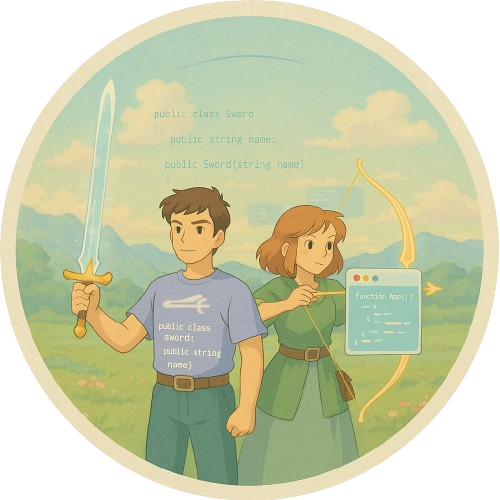 public class Sword
public string name:
public Sword(string name)
public class
sword:
public string
name)
function App()